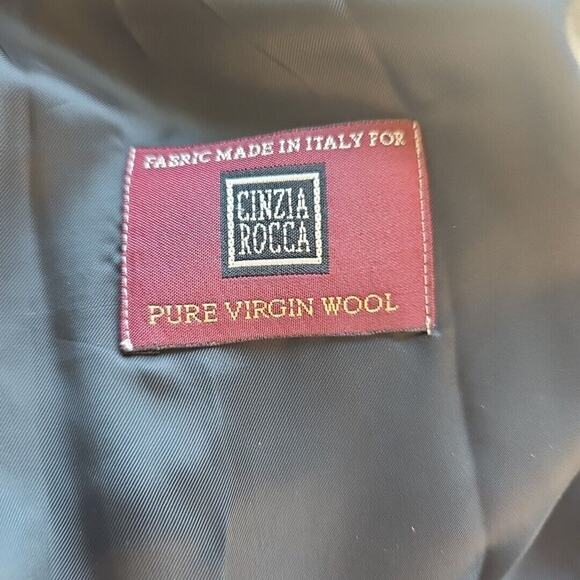 FABRIC MADE IN ITALY FOR
CINZIA
ROCCA
PURE VIRGIN WOOL